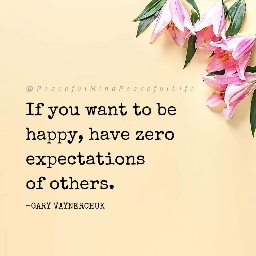 @PeacefulMindPeacefulLife
If you want to be
happy, have zero
expectations
of others.
-GARY VAYNERCHUK